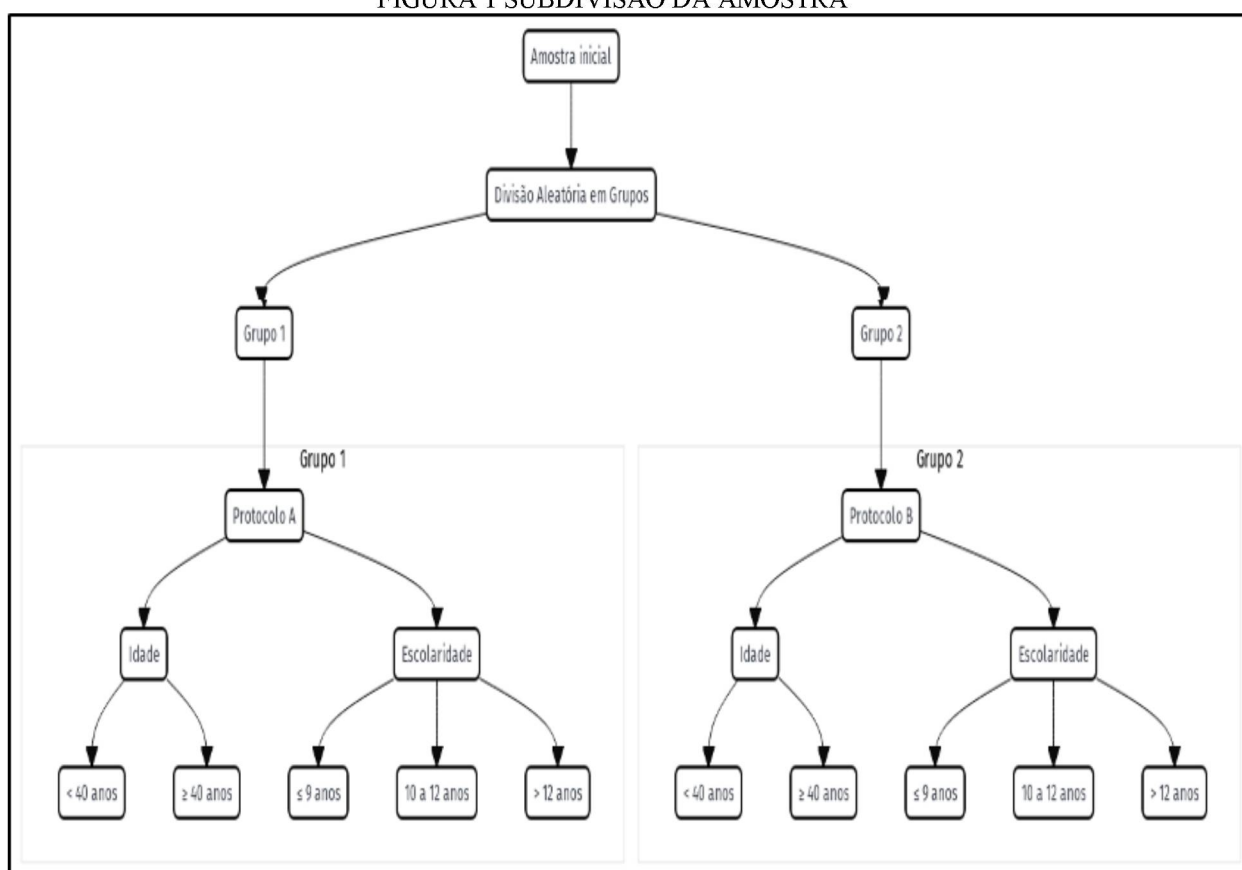 FIGURA 1 SUBDIVISÃO DA AMOSTRA
Amostra inicial
Divisão Aleatória em Grupos
Grupo 1
Grupo 2
Grupo 1
Grupo 2
Protocolo A
Protocolo B
Idade
Escolaridade
Idade
Escolaridade
< 40 anos
≥ 40 anos
≤ 9 anos
10 a 12 anos
> 12 anos
< 40 anos
≥ 40 anos
≤ 9 anos
10 a 12 anos
> 12 anos